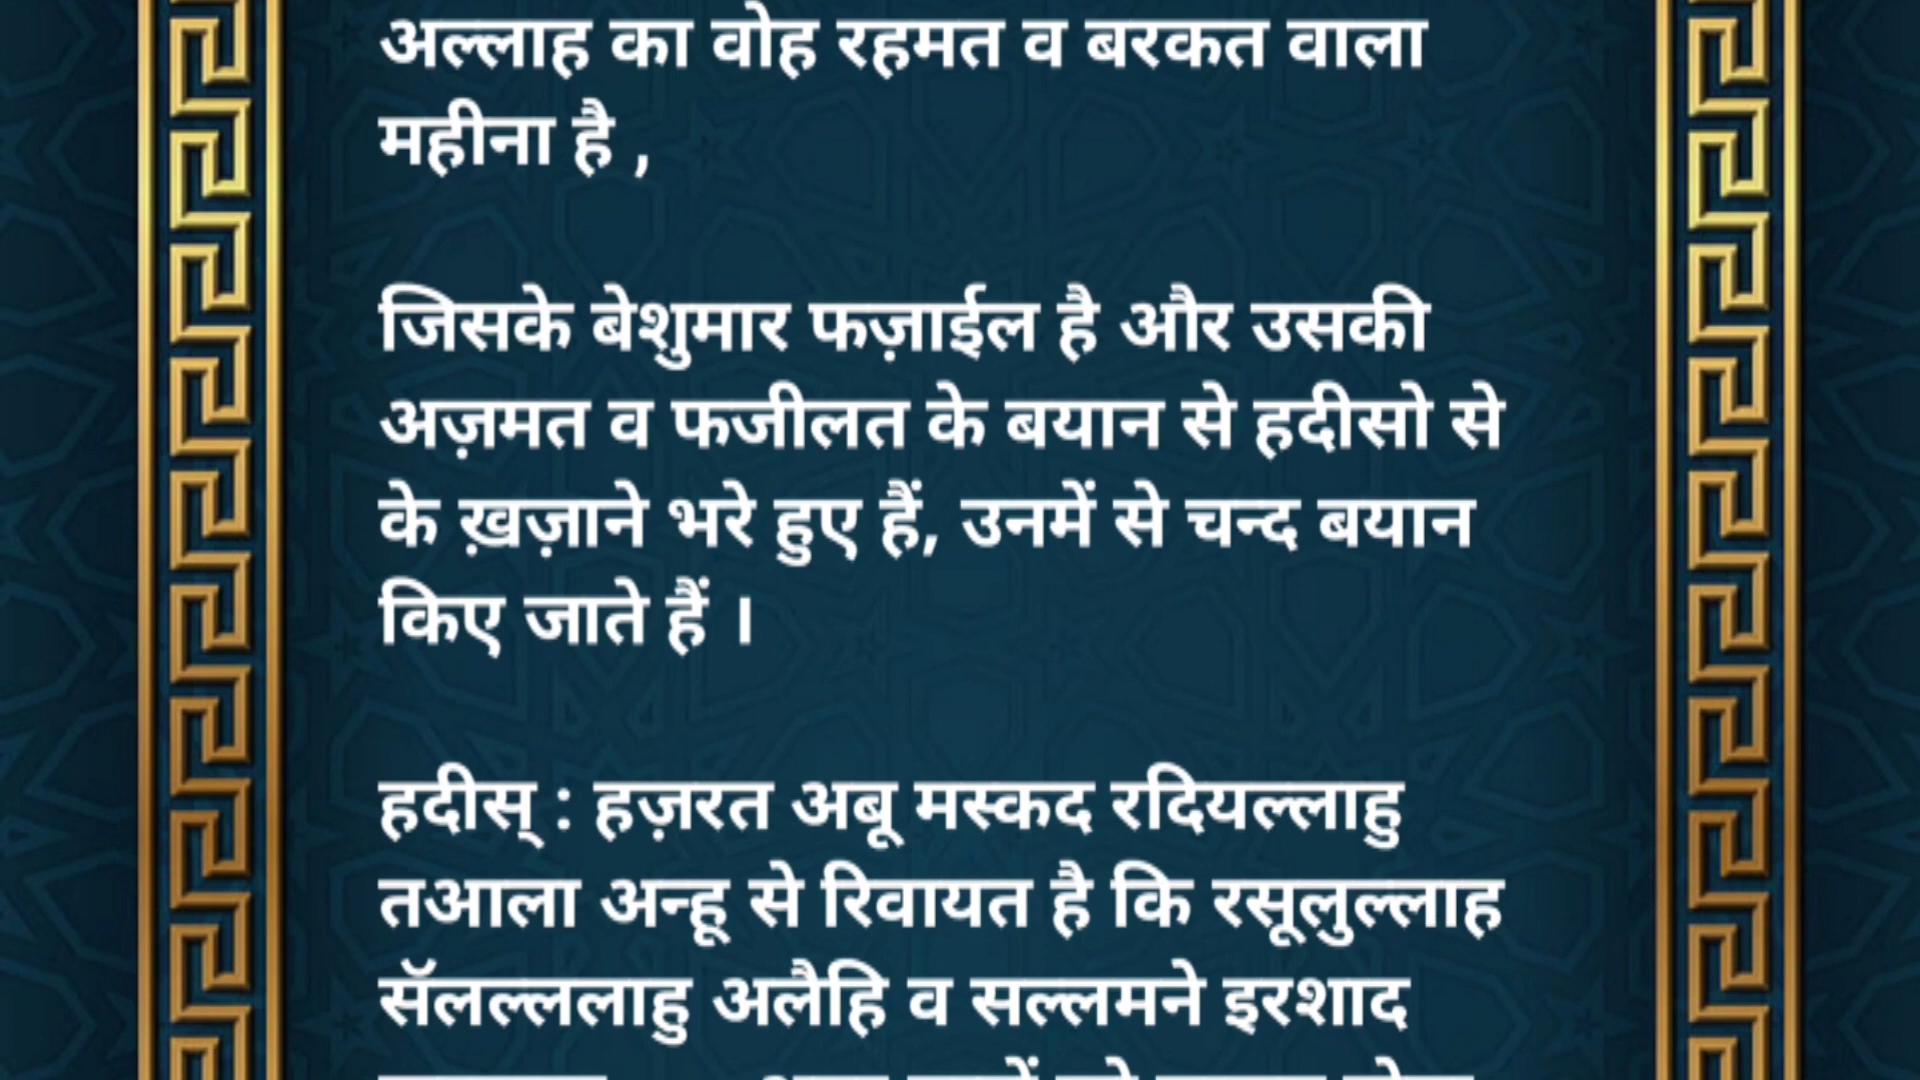 अल्लाह का वोह रहमत व बरकत वाला
महीना है ,
जिसके बेशुमार फज़ाईल है और उसकी
अज़मत व फजीलत के बयान से हदीसो से
के ख़ज़ाने भरे हुए हैं, उनमें से चन्द बयान
किए जाते हैं ।
हदीस् : हज़रत अबू मस्कद रदियल्लाहु
तआला अन्हू से रिवायत है कि रसूलुल्लाह
सॅलल्ललाहु अलैहि व सल्लमने इरशाद